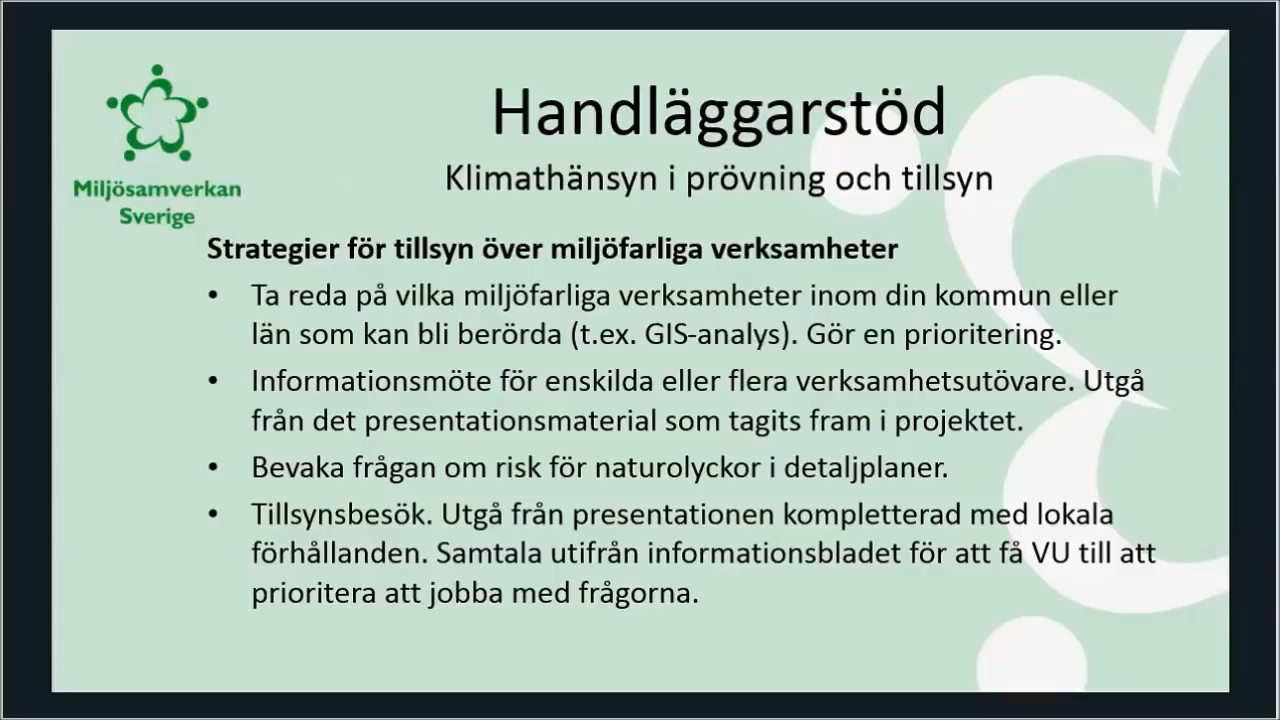 Miljösamverkan
Sverige
Handläggarstöd
Klimathänsyn i prövning och tillsyn
Strategier för tillsyn över miljöfarliga verksamheter
• Ta reda på vilka miljöfarliga verksamheter inom din kommun eller
län som kan bli berörda (t.ex. GIS-analys). Gör en prioritering.
• Informationsmöte för enskilda eller flera verksamhetsutövare. Utgå
från det presentationsmaterial som tagits fram i projektet.
• Bevaka frågan om risk för naturolyckor i detaljplaner.
• Tillsynsbesök. Utgå från presentationen kompletterad med lokala
förhållanden. Samtala utifrån informationsbladet för att få VU till att
prioritera att jobba med frågorna.